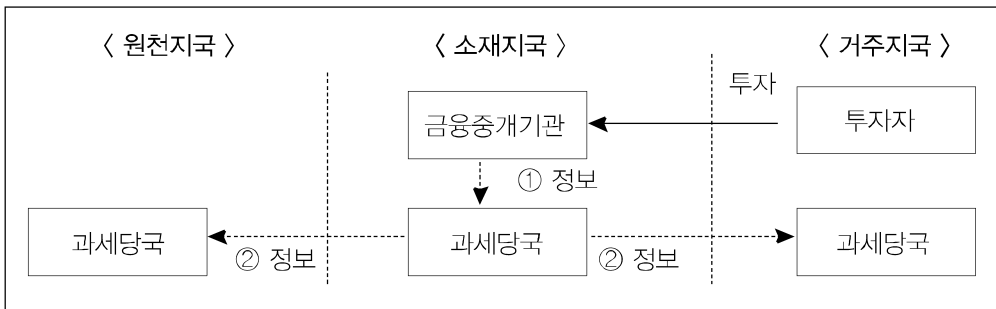 〈 원천지국 〉 〈 소재지국 〉 〈 거주지국 〉
투자
금융중개기관 투자자
① 정보
과세당국 과세당국 과세당국
② 정보 ② 정보